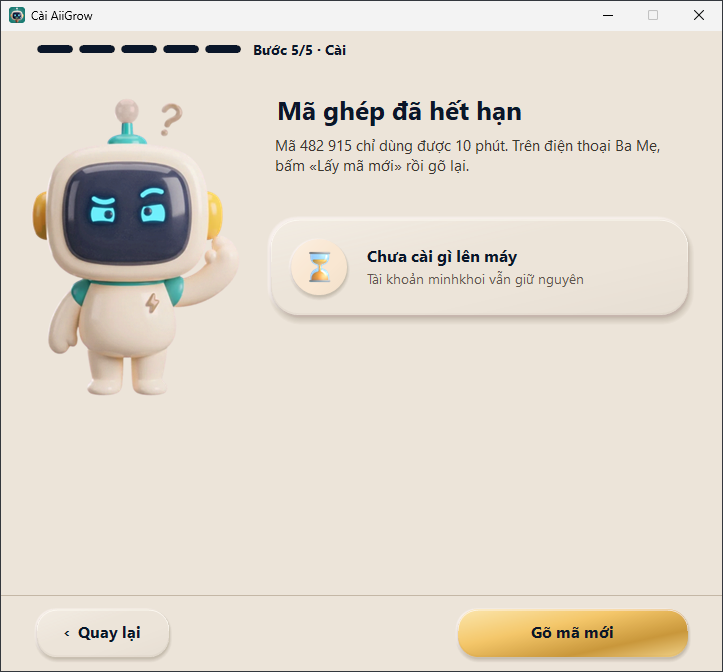 Cài AiiGrow
Bước 5/5 · Cài
Mã ghép đã hết hạn
Mã 482 915 chỉ dùng được 10 phút. Trên điện thoại Ba Mẹ,
bấm «Lấy mã mới» rồi gõ lại.
Chưa cài gì lên máy
Tài khoản minhkhoi vẫn giữ nguyên
‹ Quay lại
Gõ mã mới